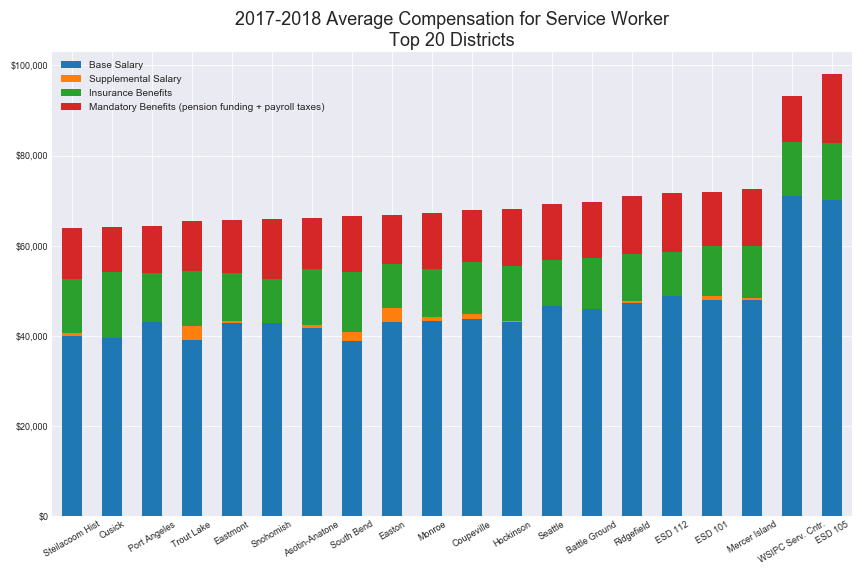 2017-2018 Average Compensation for Service Worker
Top 20 Districts
Base Salary
Supplemental Salary
Insurance Benefits
Mandatory Benefits (pension funding + payroll taxes)
$100,000
$80,000
$60,000
$40,000
$20,000
$0
Steilacoom Hist
Cusick
Port Angeles
Trout Lake
Eastmont
Snohomish
Asotin-Anatone
South Bend
Easton
Monroe
Coupeville
Hockinson
Seattle
Battle Ground
Ridgefield
ESD 112
ESD 101
Mercer Island
WSIPC Serv. Cntr.
ESD 105